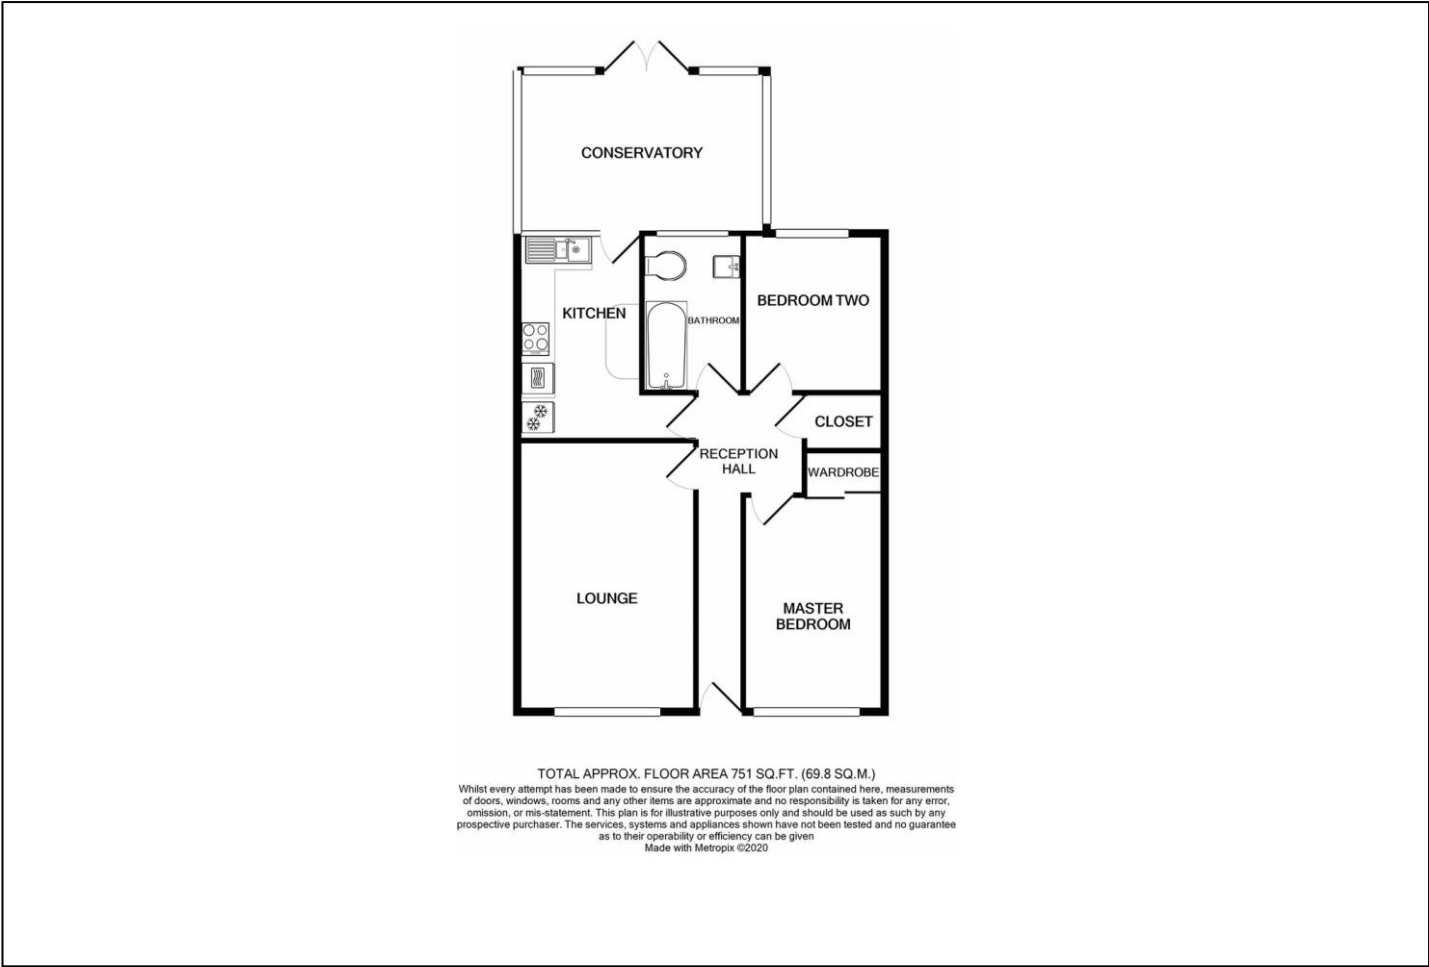 CONSERVATORY
KITCHEN
BATHROOM
BEDROOM TWO
CLOSET
RECEPTION
HALL
WARDROBE
LOUNGE
MASTER
BEDROOM
TOTAL APPROX. FLOOR AREA 751 SQ.FT. (69.8 SQ.M.)
Whilst every attempt has been made to ensure the accuracy of the floor plan contained here, measurements
of doors, windows, rooms and any other items are approximate and no responsibility is taken for any error,
omission, or mis-statement. This plan is for illustrative purposes only and should be used as such by any
prospective purchaser. The services, systems and appliances shown have not been tested and no guarantee
as to their operability or efficiency can be given
Made with Metropix ©2020